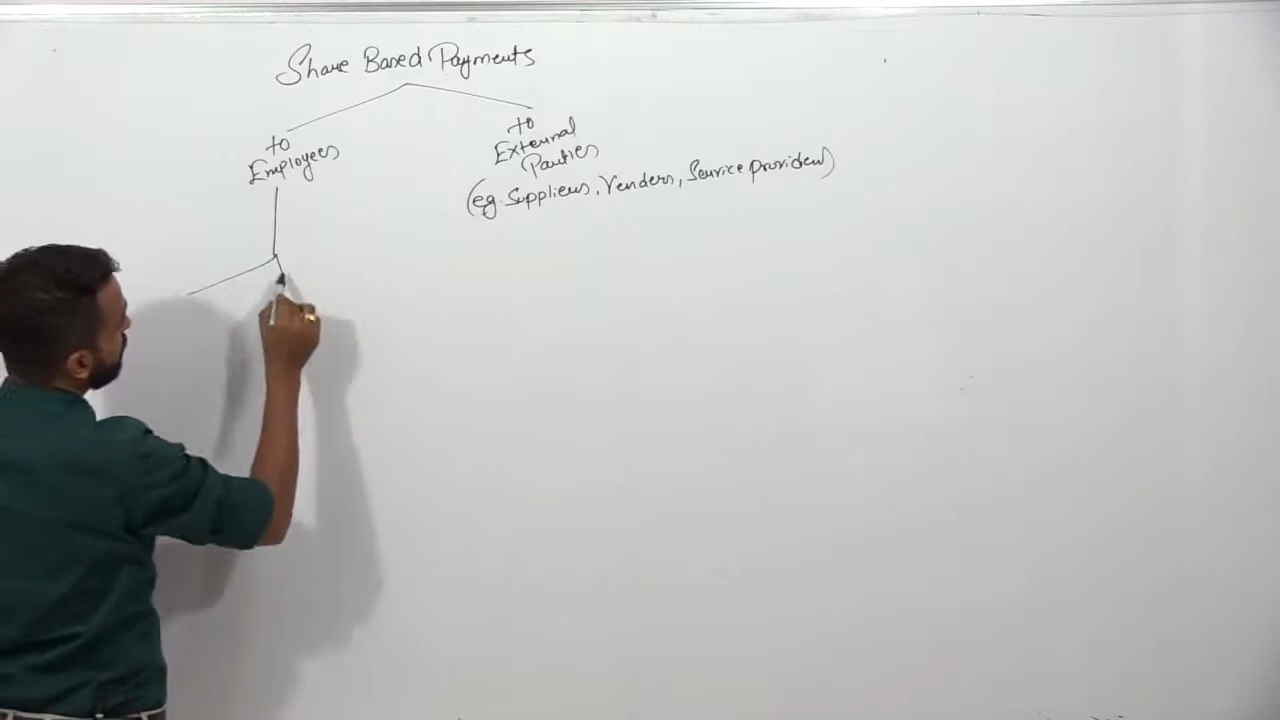 Share Based Payments
to
Employees
to
External
Parties
(eg. Suppliers, Venders, Service providers)